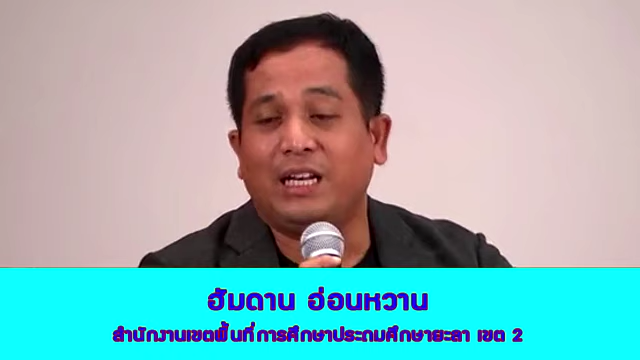 ฮัมดาน อ่อนหวาน
สำนักงานเขตพื้นที่การศึกษาประถมศึกษายะลา เขต 2